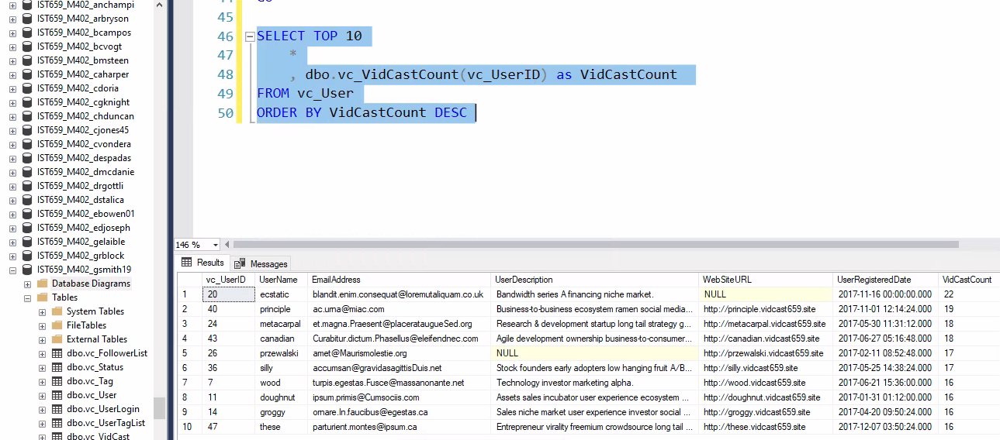 IST659_M402_anchampi
IST659_M402_arbryson
IST659_M402_bcampos
IST659_M402_bcvogt
IST659_M402_bmsteen
IST659_M402_caharper
IST659_M402_cdoria
IST659_M402_cgknight
IST659_M402_chduncan
IST659_M402_cjones45
IST659_M402_cvondera
IST659_M402_despadas
IST659_M402_dmcdanie
IST659_M402_drgottli
IST659_M402_dstalica
IST659_M402_ebowen01
IST659_M402_edjoseph
IST659_M402_gelaible
IST659_M402_grblock
IST659_M402_gsmith19
Database Diagrams
Tables
System Tables
FileTables
External Tables
dbo.vc_FollowerList
dbo.vc_Status
dbo.vc_Tag
dbo.vc_User
dbo.vc_UserLogin
dbo.vc_UserTagList
dbo.vc_VidCast
44 GO
45
46 SELECT TOP 10
47 *
48 , dbo.vc_VidCastCount(vc_UserID) as VidCastCount
49 FROM vc_User
50 ORDER BY VidCastCount DESC
146 %
Results Messages
vc_UserID UserName EmailAddress UserDescription WebSiteURL UserRegisteredDate VidCastCount
1 20 ecstatic blandit.enim.consequat@loremutaliquam.co.uk Bandwidth series A financing niche market. NULL 2017-11-16 00:00:00.000 22
2 40 principle ac.urna@miac.com Business-to-business ecosystem ramen social media... http://principle.vidcast659.site 2017-11-01 12:14:24.000 19
3 24 metacarpal et.magna.Praesent@placerataugueSed.org Research & development startup long tail strategy g... http://metacarpal.vidcast659.site 2017-05-30 11:31:12.000 18
4 43 canadian Curabitur.dictum.Phasellus@eleifendnec.com Agile development ownership business-to-consumer... http://canadian.vidcast659.site 2017-06-27 05:16:48.000 18
5 26 przewalski amet@Maurismolestie.org NULL http://przewalski.vidcast659.site 2017-02-11 08:52:48.000 17
6 36 silly accumsan@gravidasagittisDuis.net Stock founders early adopters low hanging fruit A/B... http://silly.vidcast659.site 2017-05-25 14:38:24.000 17
7 7 wood turpis.egestas.Fusce@massanonante.net Technology investor marketing alpha. http://wood.vidcast659.site 2017-06-21 15:36:00.000 16
8 11 doughnut ipsum.primis@Cumsociis.com Assets sales incubator user experience ecosystem ... http://doughnut.vidcast659.site 2017-01-31 01:12:00.000 16
9 14 groggy ornare.In.faucibus@egestas.ca Sales niche market user experience investor social ... http://groggy.vidcast659.site 2017-04-20 09:50:24.000 16
10 47 these parturient.montes@ipsum.ca Entrepreneur virality freemium crowdsource long tail ... http://these.vidcast659.site 2017-12-07 03:50:24.000 16